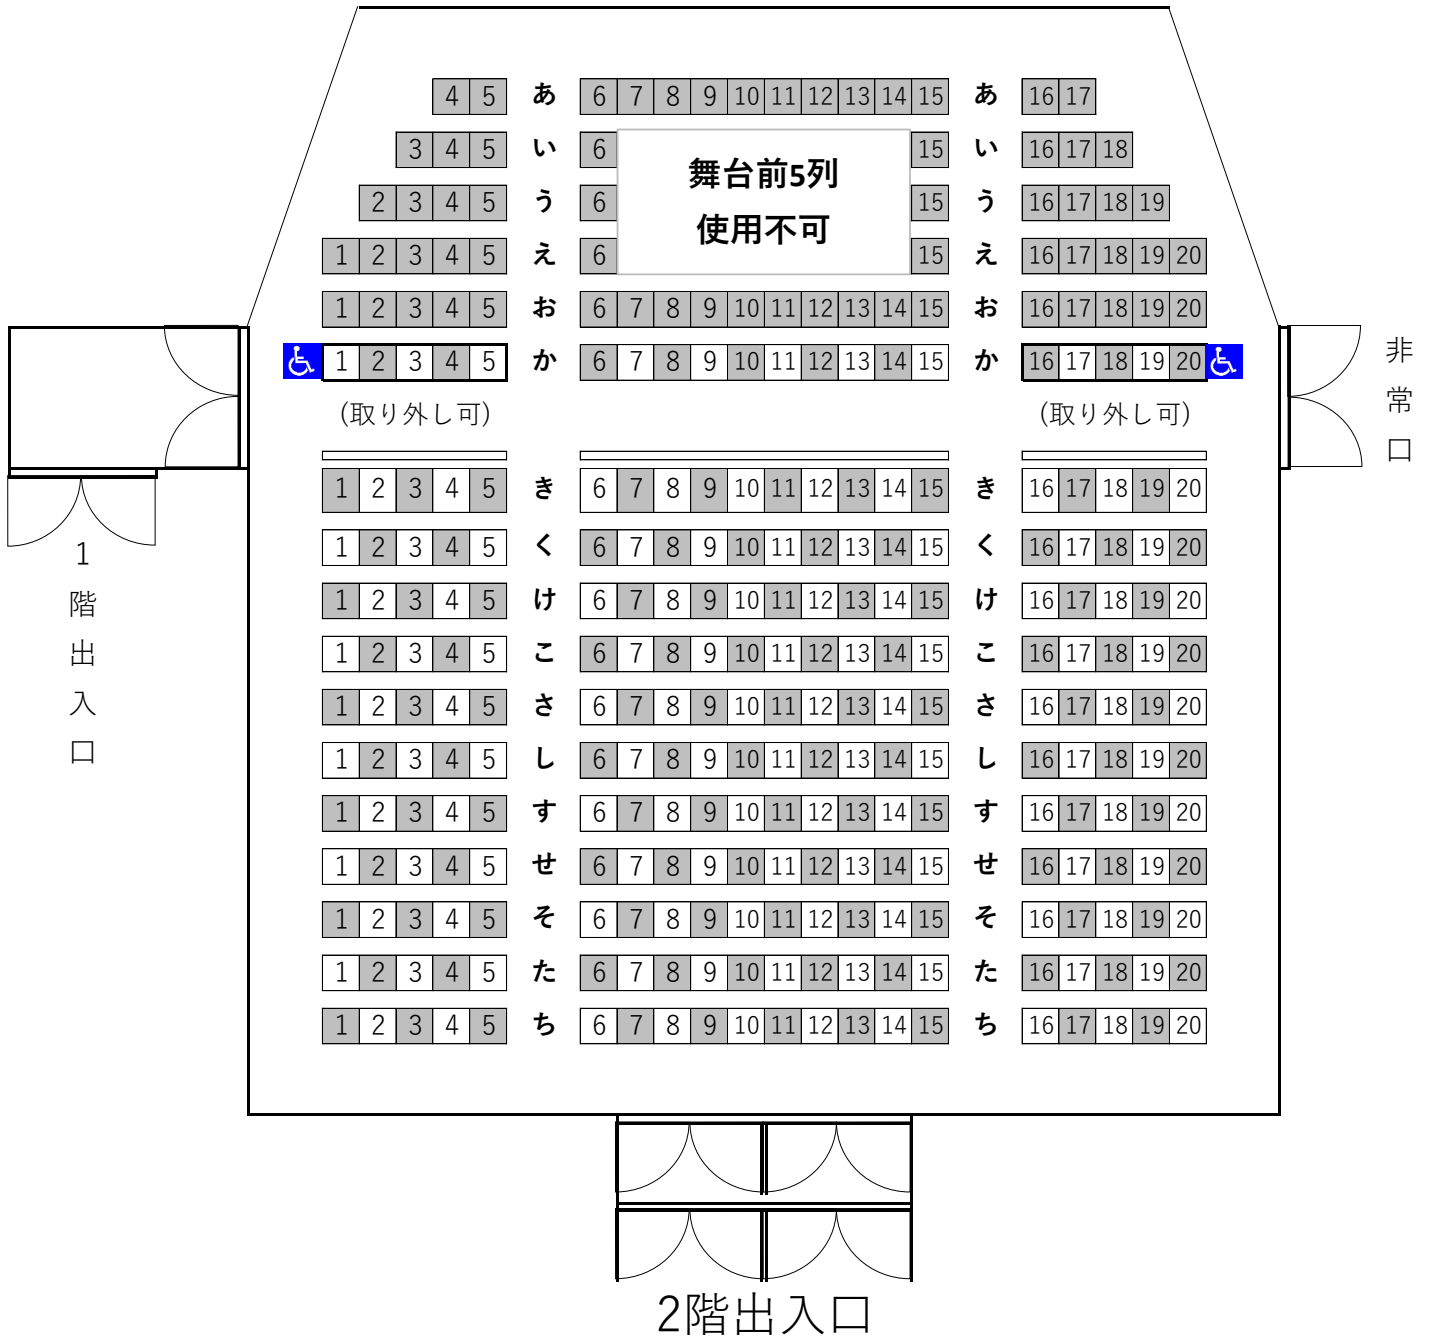 4 5 あ 6 7 8 9 10 11 12 13 14 15 あ 16 17
3 4 5 い 6 15 い 16 17 18
舞台前5列
2 3 4 5 う 6 15 う 16 17 18 19
使用不可
1 2 3 4 5 え 6 15 え 16 17 18 19 20
1 2 3 4 5 お 6 7 8 9 10 11 12 13 14 15 お 16 17 18 19 20
1 2 3 4 5 か 6 7 8 9 10 11 12 13 14 15 か 16 17 18 19 20
(取り外し可) (取り外し可)
非常口
1 2 3 4 5 き 6 7 8 9 10 11 12 13 14 15 き 16 17 18 19 20
1 2 3 4 5 く 6 7 8 9 10 11 12 13 14 15 く 16 17 18 19 20
1階出入口
1 2 3 4 5 け 6 7 8 9 10 11 12 13 14 15 け 16 17 18 19 20
1 2 3 4 5 こ 6 7 8 9 10 11 12 13 14 15 こ 16 17 18 19 20
1 2 3 4 5 さ 6 7 8 9 10 11 12 13 14 15 さ 16 17 18 19 20
1 2 3 4 5 し 6 7 8 9 10 11 12 13 14 15 し 16 17 18 19 20
1 2 3 4 5 す 6 7 8 9 10 11 12 13 14 15 す 16 17 18 19 20
1 2 3 4 5 せ 6 7 8 9 10 11 12 13 14 15 せ 16 17 18 19 20
1 2 3 4 5 そ 6 7 8 9 10 11 12 13 14 15 そ 16 17 18 19 20
1 2 3 4 5 た 6 7 8 9 10 11 12 13 14 15 た 16 17 18 19 20
1 2 3 4 5 ち 6 7 8 9 10 11 12 13 14 15 ち 16 17 18 19 20
2階出入口